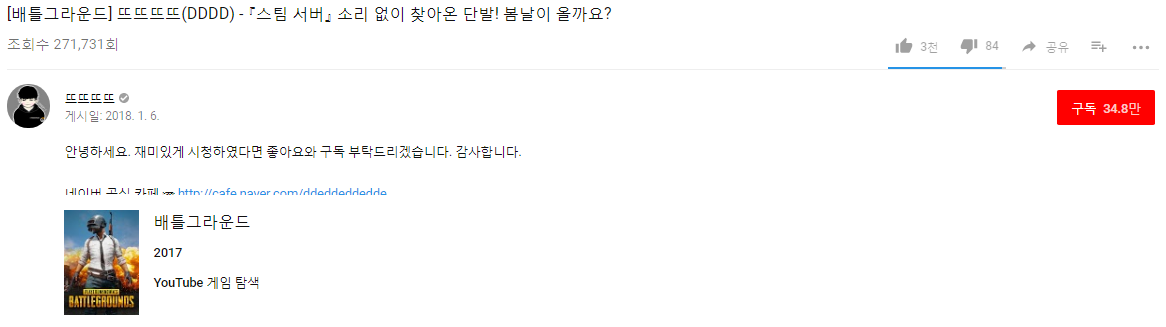 [배틀그라운드] 뜨뜨뜨뜨(DDDD) - 『스팀 서버』 소리 없이 찾아온 단발! 봄날이 올까요?
조회수 271,731회
3천 84 공유
뜨뜨뜨뜨
게시일: 2018. 1. 6.
구독 34.8만
안녕하세요. 재미있게 시청하였다면 좋아요와 구독 부탁드리겠습니다. 감사합니다.
네이버 공식 카페 http://cafe.naver.com/ddeddeddedde
배틀그라운드
2017
YouTube 게임 탐색
BATTLEGROUNDS